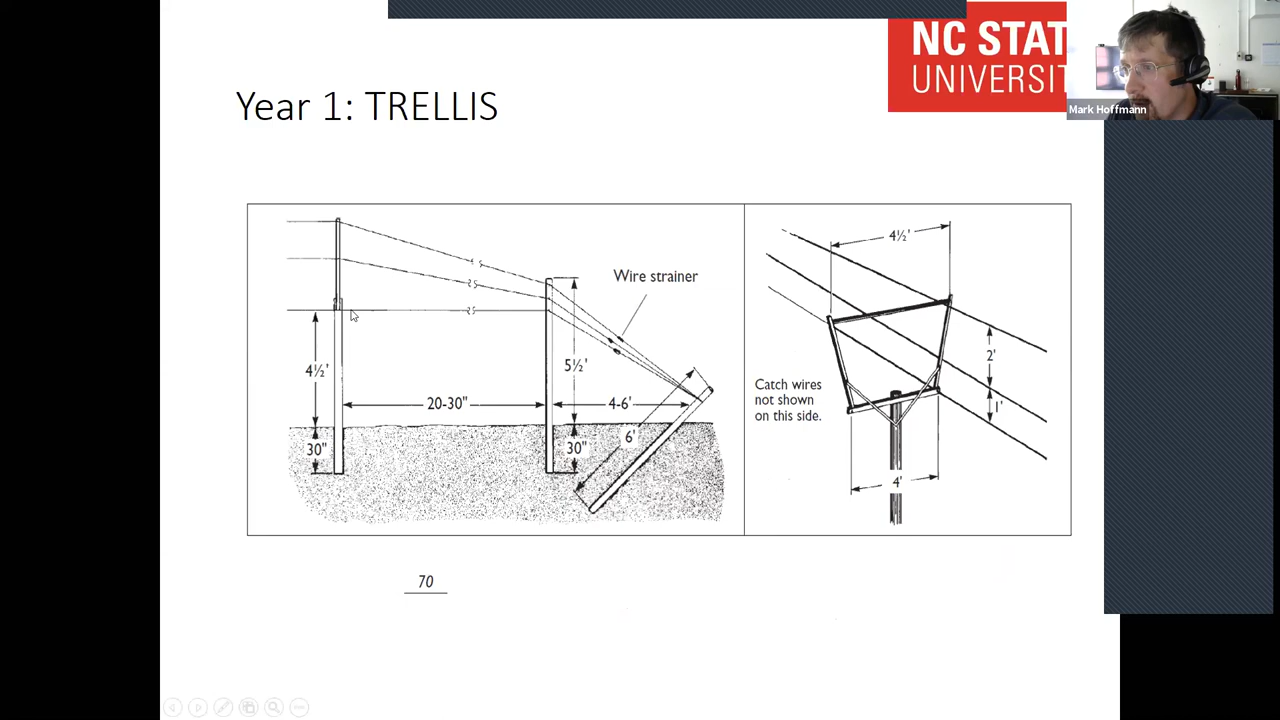 NC STAT
UNIVERSIT
Mark Hoffmann
Year 1: TRELLIS
Wire strainer
4½'
5½'
20-30"
4-6'
30"
30"
6'
4½'
2'
1'
Catch wires
not shown
on this side.
4'
70